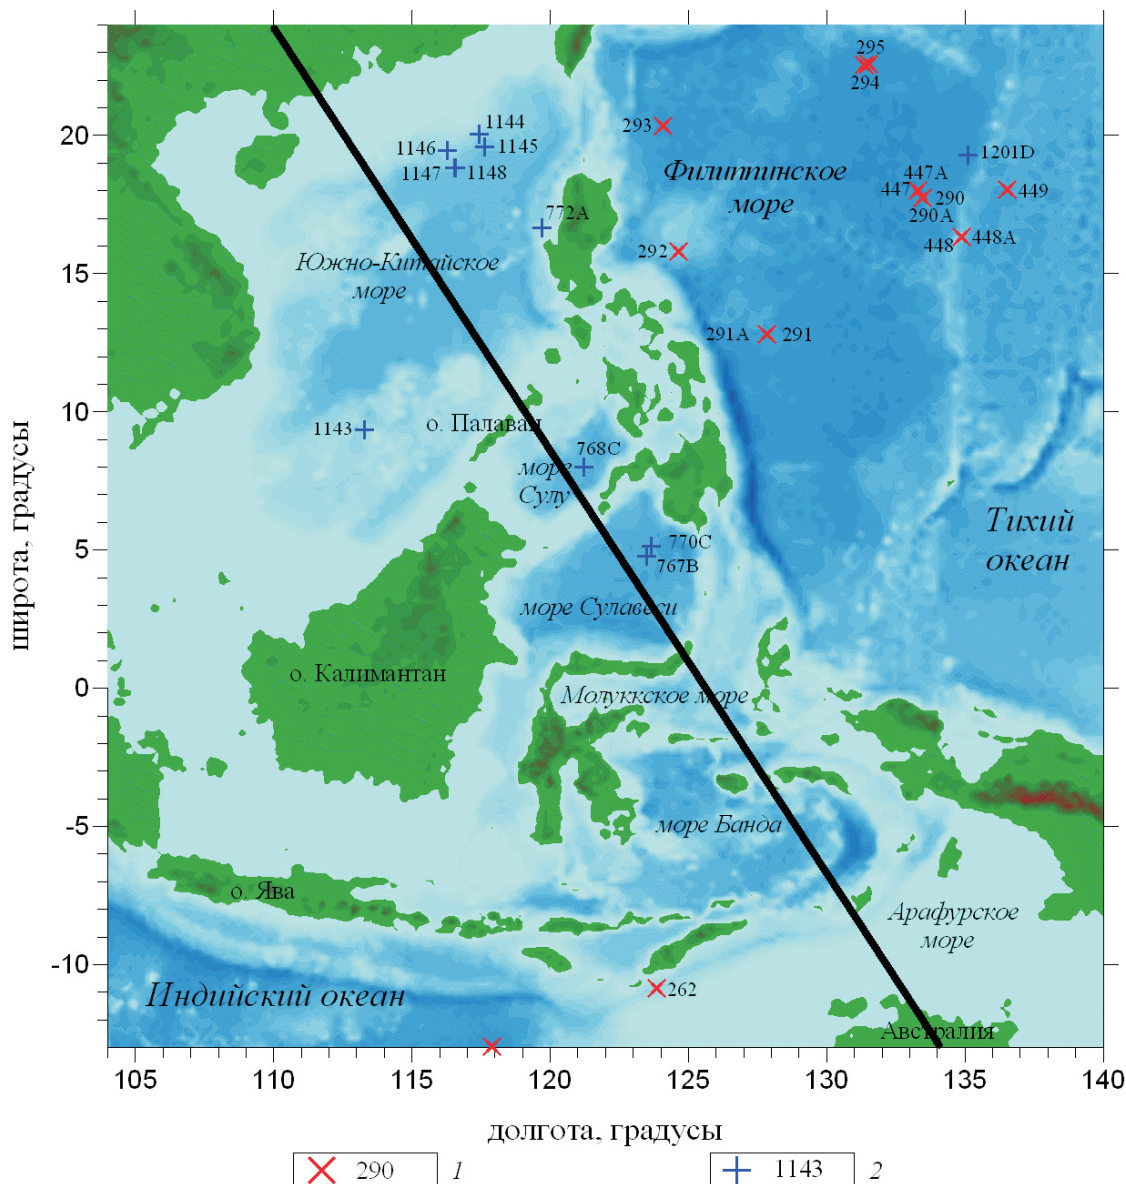 295
294
20
1144
1146
1145
1147
1148
293
1201D
Филиппинское
море
447A
447
290
290A
449
772A
448
448A
292
15
Южно-Китайское
море
291A
291
10
о. Палаван
1143
768C
море
Сулу
Тихий
океан
5
770C
767B
море Сулавеси
широта, градусы
о. Калимантан
0
Молуккское море
-5
море Банда
о. Ява
Арафурское
море
-10
262
Индийский океан
Австралия
105 110 115 120 125 130 135 140
долгота, градусы
290 1 1143 2